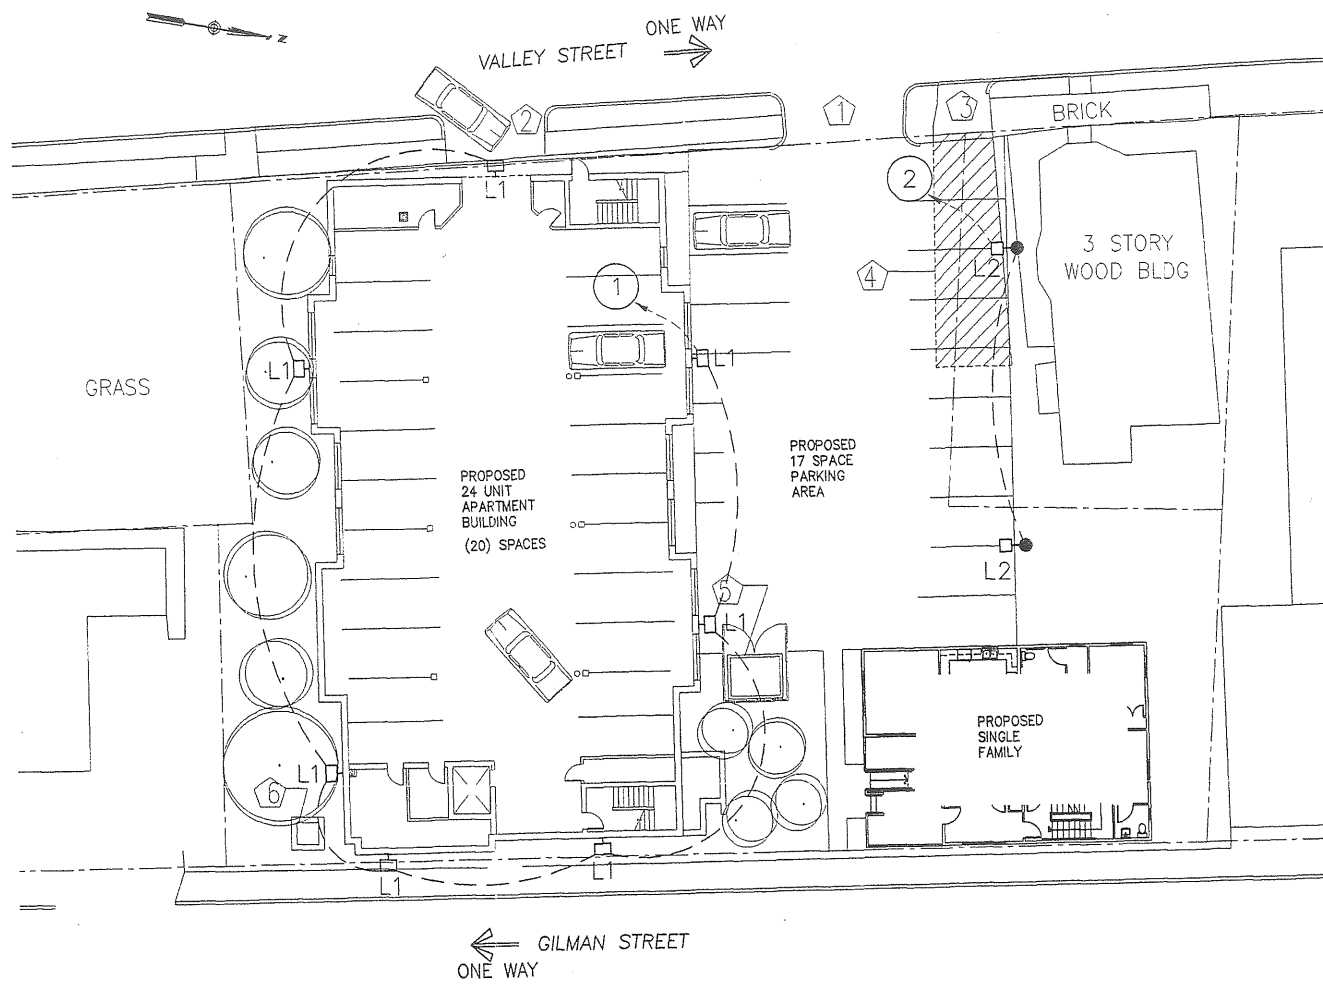 ONE WAY
VALLEY STREET
z
2
1
3
BRICK
L1
2
3 STORY
WOOD BLDG
L2
4
1
L1
L1
GRASS
PROPOSED
17 SPACE
PARKING
AREA
PROPOSED
24 UNIT
APARTMENT
BUILDING
(20) SPACES
L2
5
L1
PROPOSED
SINGLE
FAMILY
L1
6
L1
L1
GILMAN STREET
ONE WAY